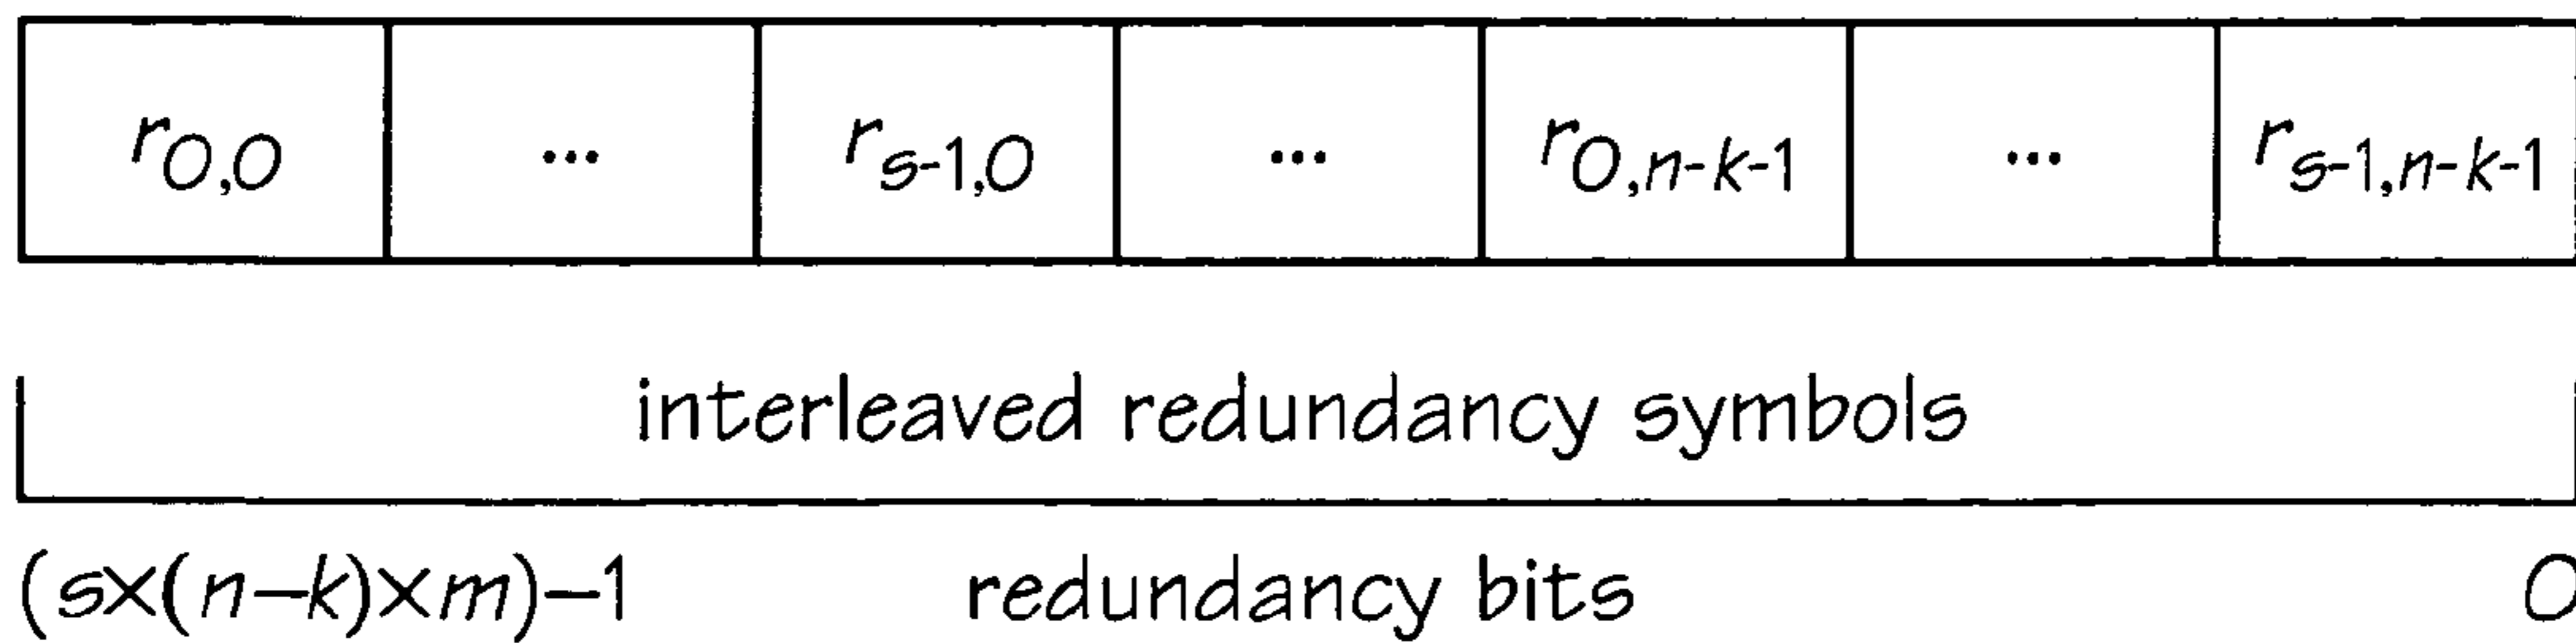 r0,0 ... rs-1,0 ... r0,n-k-1 ... rs-1,n-k-1
interleaved redundancy symbols
(s×(n−k)×m)−1 redundancy bits 0